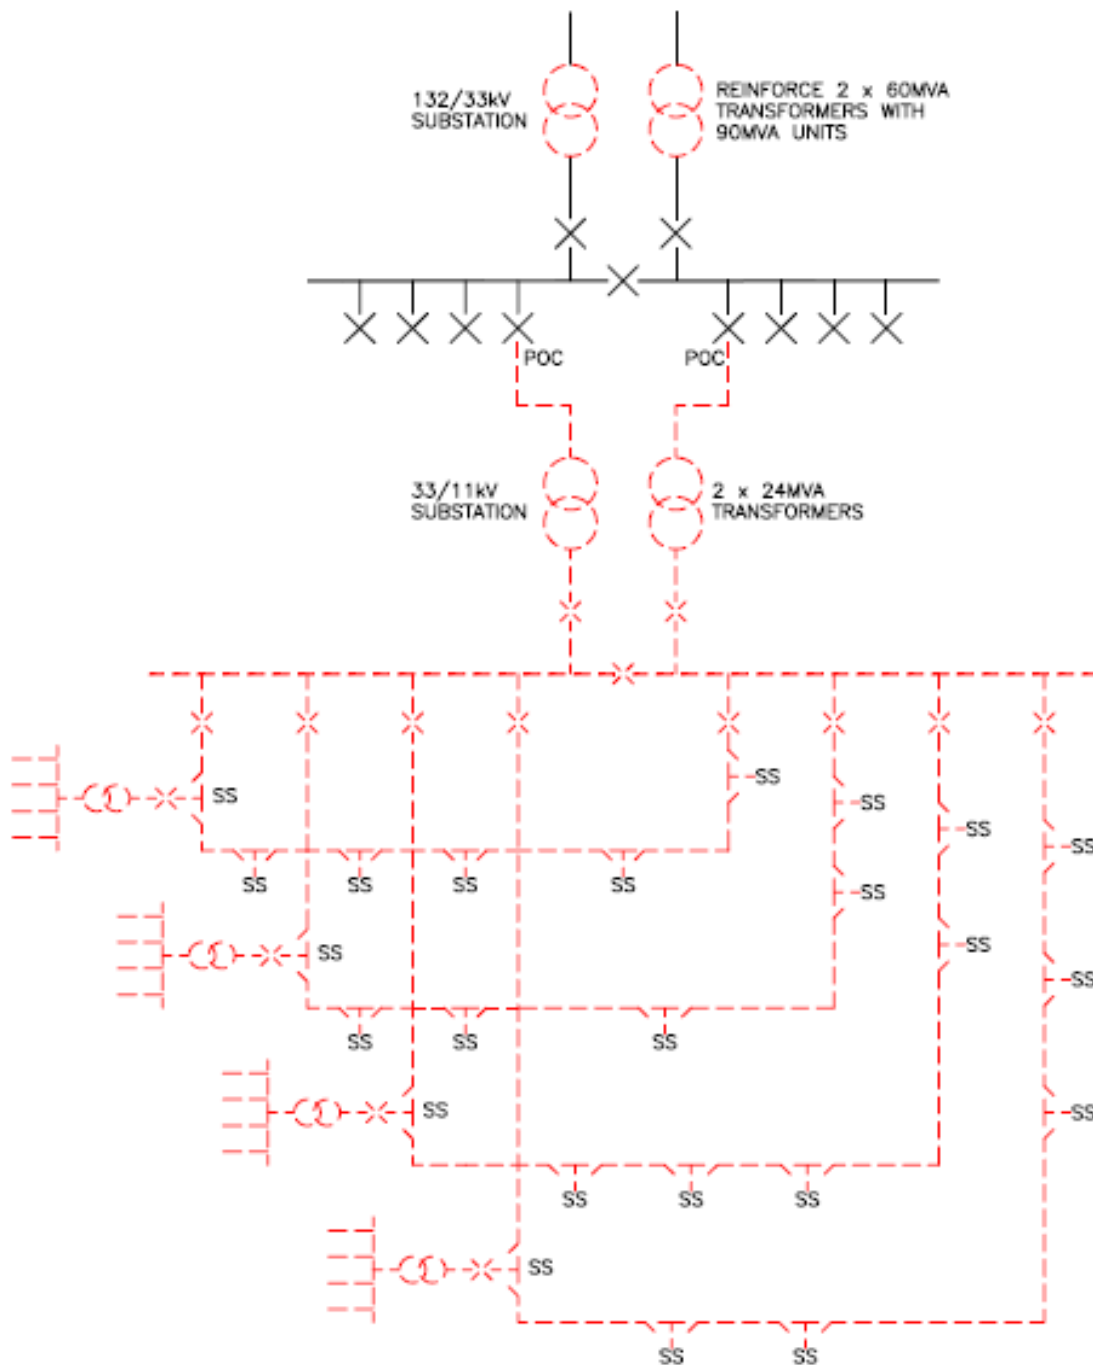 132/33kV
SUBSTATION
REINFORCE 2 x 60MVA
TRANSFORMERS WITH
90MVA UNITS
POC
POC
33/11kV
SUBSTATION
2 x 24MVA
TRANSFORMERS
SS
SS
SS
SS
SS
SS SS SS SS
SS
SS
SS
SS
SS SS SS
SS
SS
SS SS SS
SS
SS SS